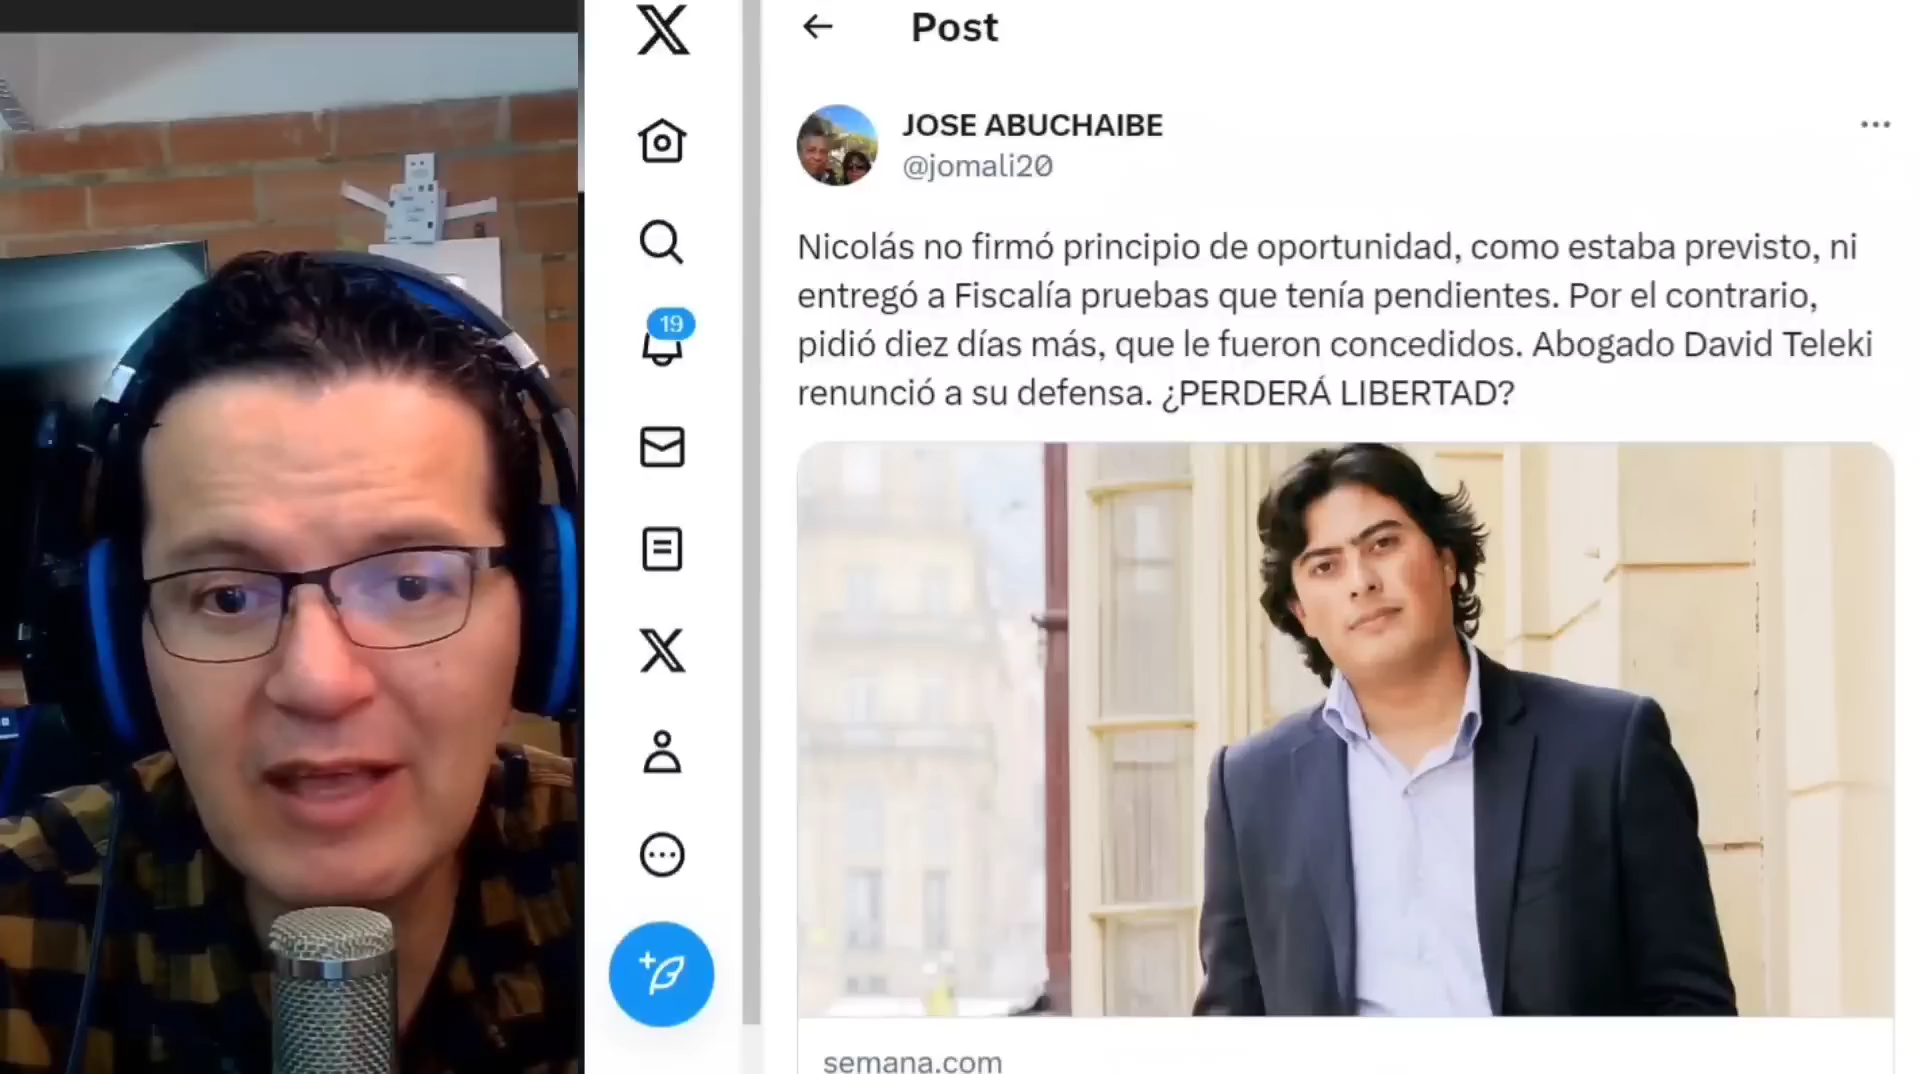 Post
JOSE ABUCHAIBE
@jomali20
19
Nicolás no firmó principio de oportunidad, como estaba previsto, ni
entregó a Fiscalía pruebas que tenía pendientes. Por el contrario,
pidió diez días más, que le fueron concedidos. Abogado David Teleki
renunció a su defensa. ¿PERDERÁ LIBERTAD?
semana.com